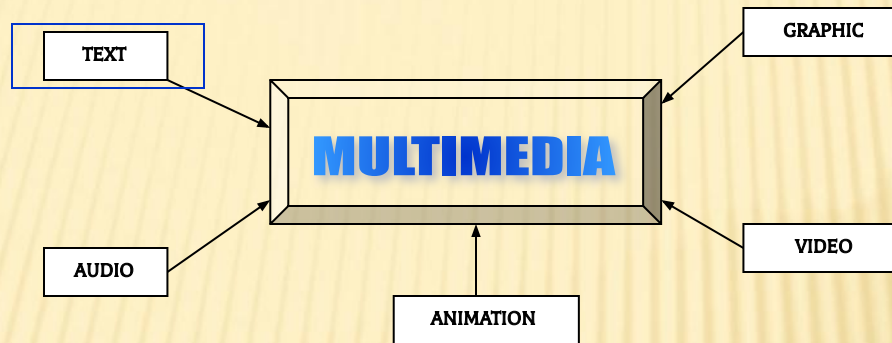 TEXT
GRAPHIC
MULTIMEDIA
AUDIO
VIDEO
ANIMATION